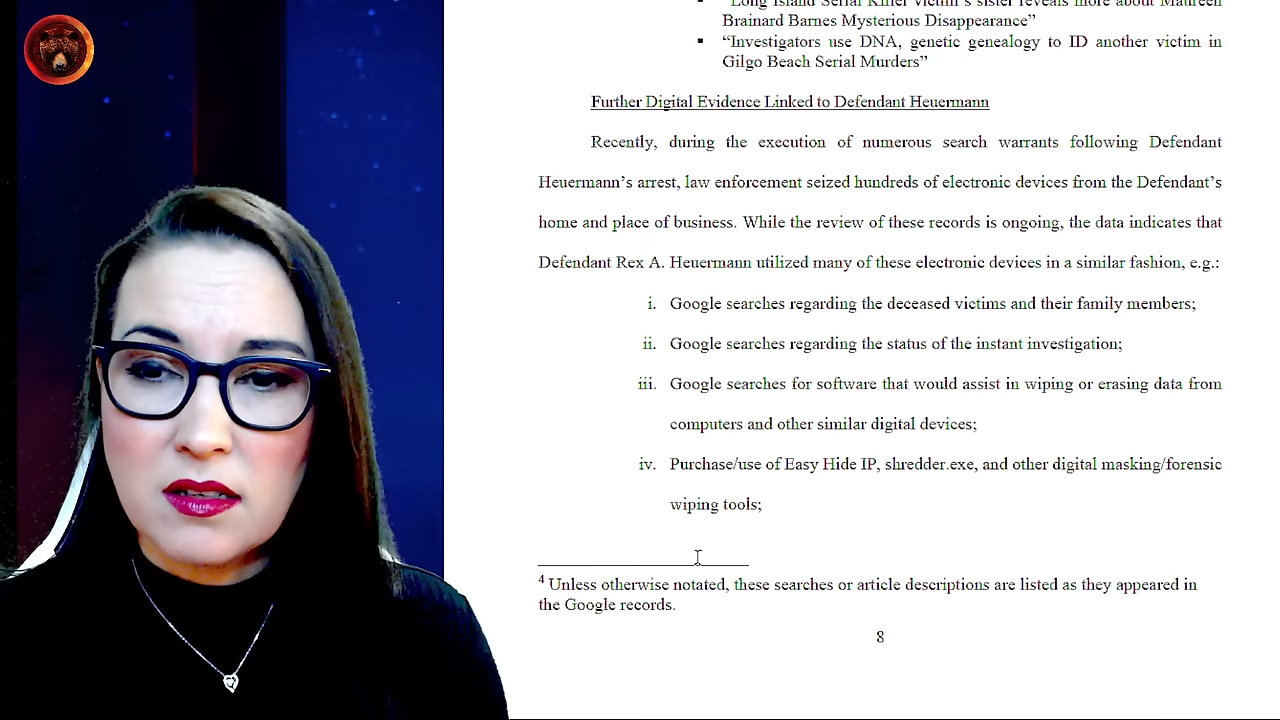 "Long Island Serial Killer victim's sister reveals more about Maureen
Brainard Barnes Mysterious Disappearance"
▪ "Investigators use DNA, genetic genealogy to ID another victim in
Gilgo Beach Serial Murders"
Further Digital Evidence Linked to Defendant Heuermann
Recently, during the execution of numerous search warrants following Defendant
Heuermann's arrest, law enforcement seized hundreds of electronic devices from the Defendant's
home and place of business. While the review of these records is ongoing, the data indicates that
Defendant Rex A. Heuermann utilized many of these electronic devices in a similar fashion, e.g.:
i. Google searches regarding the deceased victims and their family members;
ii. Google searches regarding the status of the instant investigation;
iii. Google searches for software that would assist in wiping or erasing data from
computers and other similar digital devices;
iv. Purchase/use of Easy Hide IP, shredder.exe, and other digital masking/forensic
wiping tools;
4 Unless otherwise notated, these searches or article descriptions are listed as they appeared in
the Google records.
8